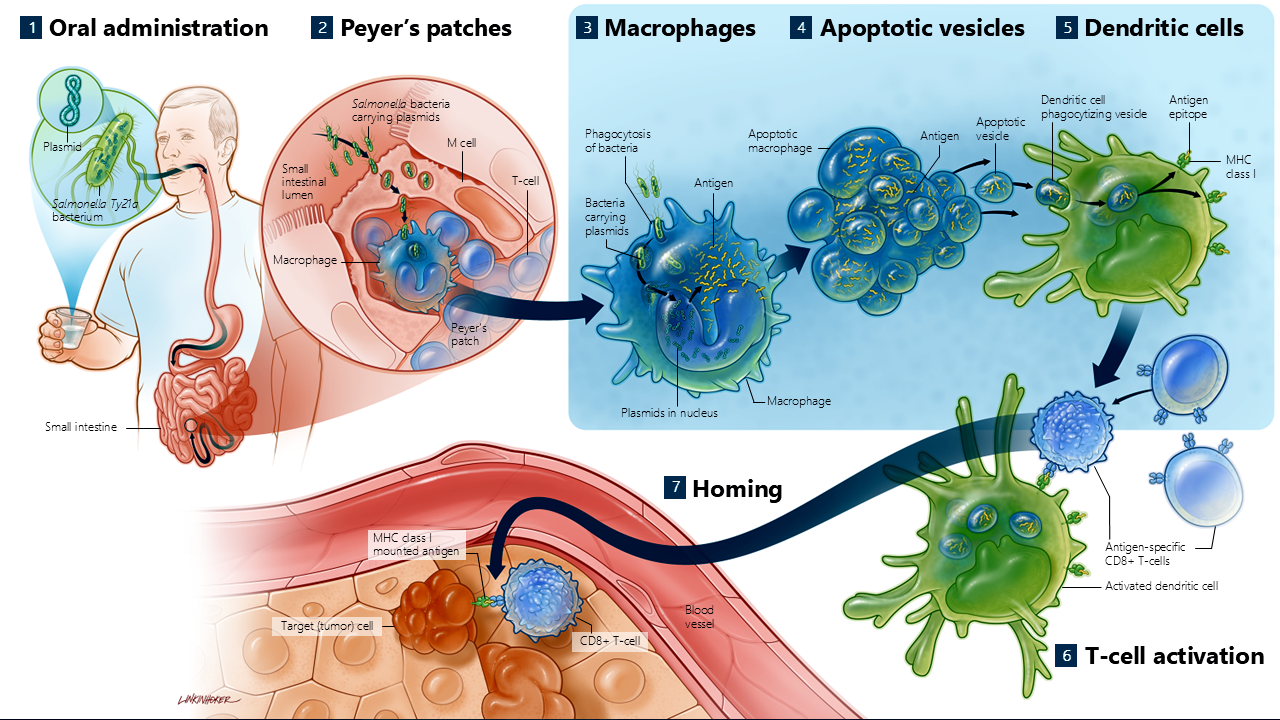 1 Oral administration
Plasmid
Salmonella Ty21a
bacterium
Small intestine
2 Peyer's patches
Salmonella bacteria
carrying plasmids
M cell
Small
intestinal
lumen
T-cell
Macrophage
Peyer's
patch
3 Macrophages
Phagocytosis
of bacteria
Antigen
Bacteria
carrying
plasmids
Plasmids in nucleus
Macrophage
4 Apoptotic vesicles
Apoptotic
macrophage
Antigen
Apoptotic
vesicle
5 Dendritic cells
Dendritic cell
phagocytizing vesicle
Antigen
epitope
MHC
class I
Antigen-specific
CD8+ T-cells
Activated dendritic cell
6 T-cell activation
7 Homing
MHC class I
mounted antigen
Target (tumor) cell
CD8+ T-cell
Blood
vessel
LINKINHOKER